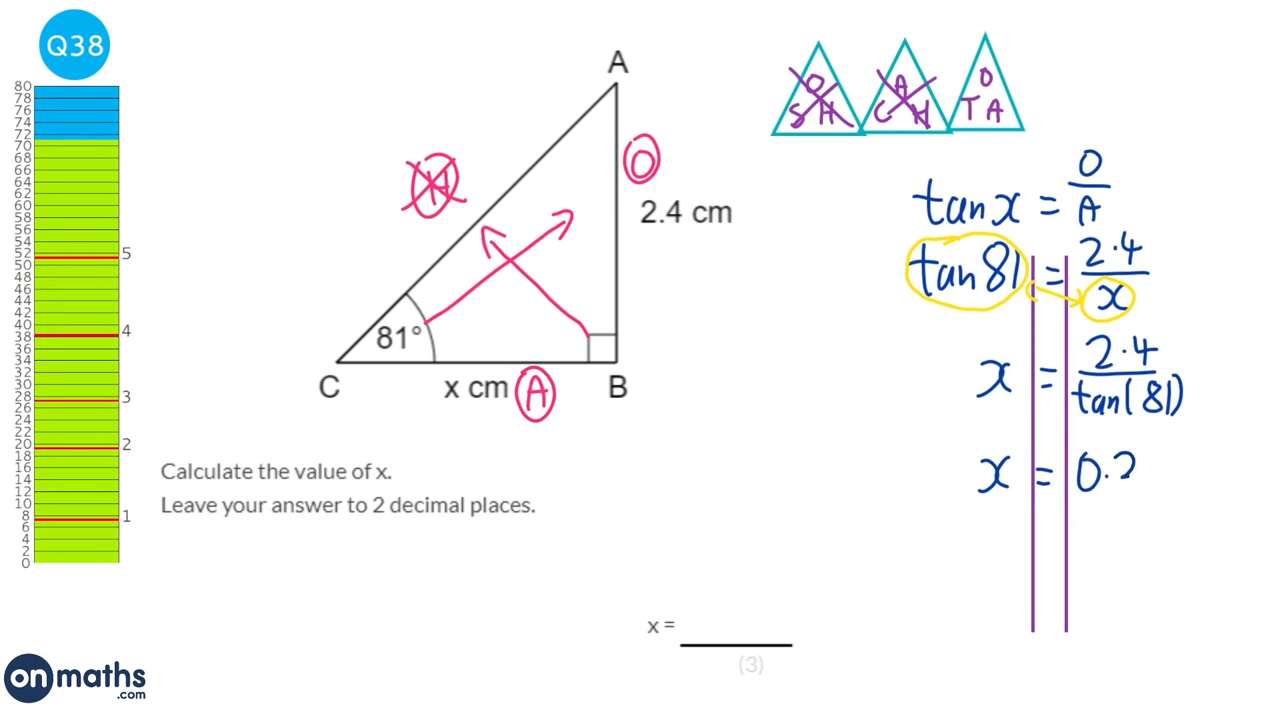 Q38
80
78
76
74
72
70
68
66
64
62
60
58
56
54
52
50
48
46
44
42
40
38
36
34
32
30
28
26
24
22
20
18
16
14
12
10
8
6
4
2
0
5
4
3
2
1
A
H
O
2.4 cm
81°
C
x cm A
B
O
S H
A
C H
O
T A
tan x = O/A
tan 81 = 2.4/x
x = 2.4/tan(81)
x = 0.
Calculate the value of x.
Leave your answer to 2 decimal places.
x =
(3)
onmaths
.com